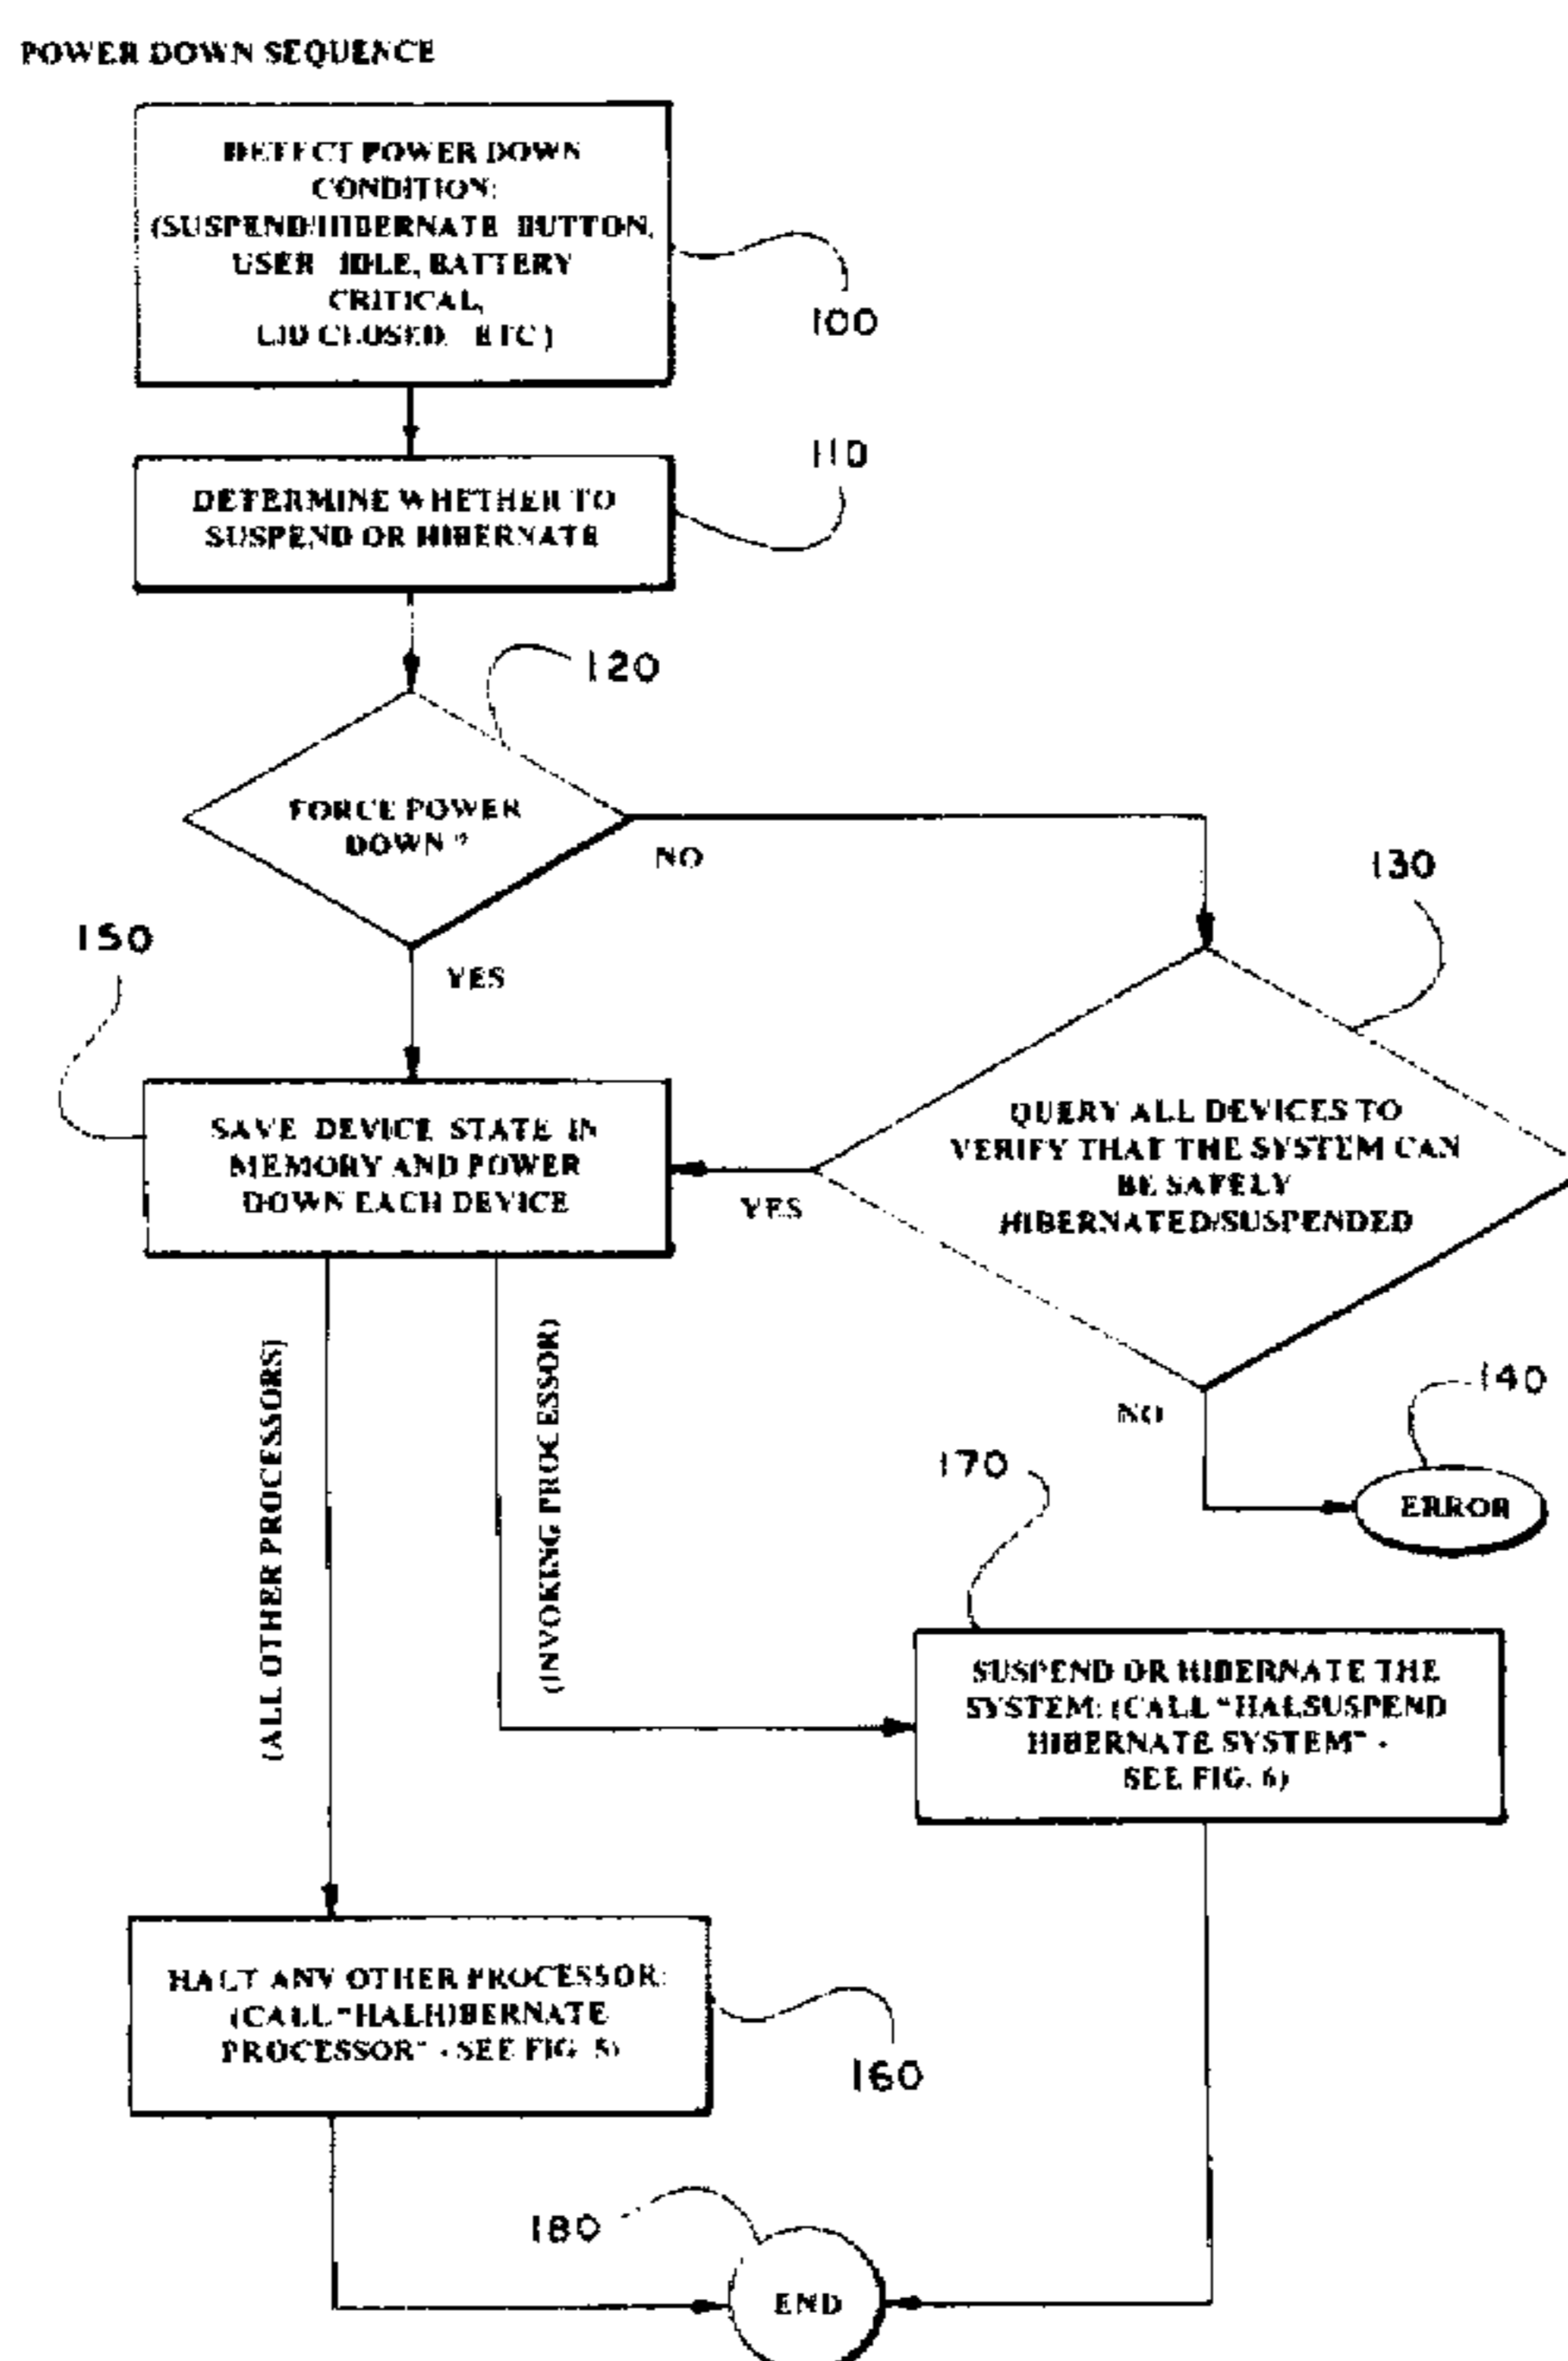 POWER DOWN SEQUENCE
DETECT POWER DOWN
CONDITION:
(SUSPEND/HIBERNATE BUTTON,
USER IDLE, BATTERY
CRITICAL,
LID CLOSED, ETC)
100
DETERMINE WHETHER TO
SUSPEND OR HIBERNATE
110
FORCE POWER
DOWN ?
120
NO
YES
130
QUERY ALL DEVICES TO
VERIFY THAT THE SYSTEM CAN
BE SAFELY
HIBERNATED/SUSPENDED
YES
NO
150
SAVE DEVICE STATE IN
MEMORY AND POWER
DOWN EACH DEVICE
140
ERROR
(ALL OTHER PROCESSORS)
(INVOKING PROCESSOR)
170
SUSPEND OR HIBERNATE THE
SYSTEM: (CALL "HALSUSPEND
HIBERNATE SYSTEM" -
SEE FIG. 6)
HALT ANY OTHER PROCESSOR:
(CALL "HALHIBERNATE
PROCESSOR" - SEE FIG. 5)
160
180
END